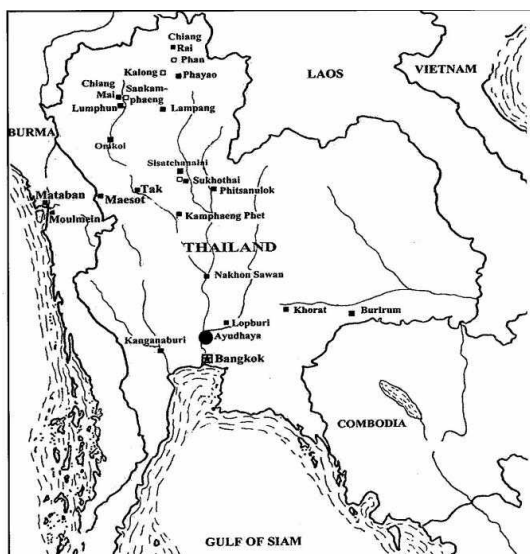 Chiang
Rai
Phan
Kalong
Phayao
LAOS
VIETNAM
Chiang
Mai
Sankam-
phaeng
Lumphun
Lampang
BURMA
Omkoi
Sisatchanalai
Sukhothai
Tak
Phitsanulok
Mataban
Maesot
Moulmein
Kamphaeng Phet
THAILAND
Nakhon Sawan
Khorat
Burirum
Lopburi
Ayudhaya
Kanganaburi
Bangkok
CAMBODIA
GULF OF SIAM